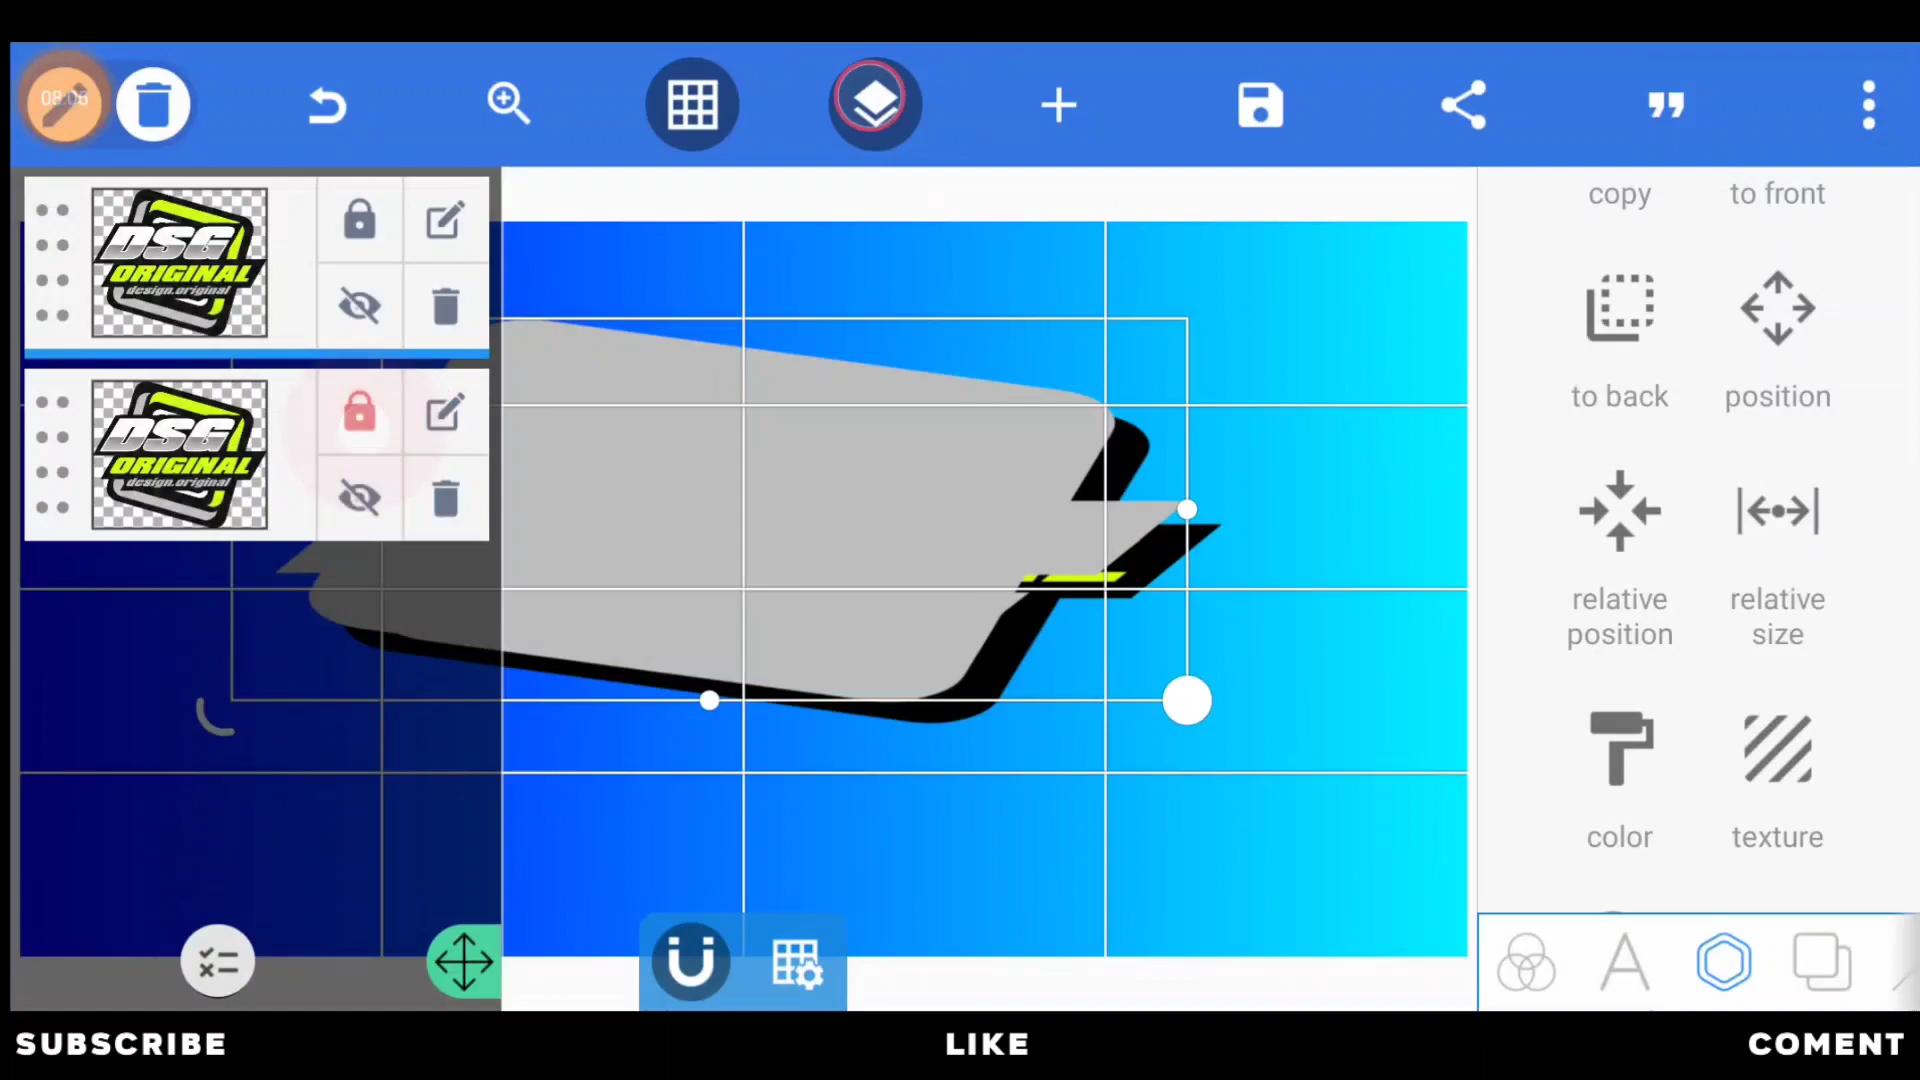 08:06
DSG
ORIGINAL
design.original
DSG
ORIGINAL
design.original
copy
to front
to back
position
relative
position
relative
size
color
texture
SUBSCRIBE
LIKE
COMENT